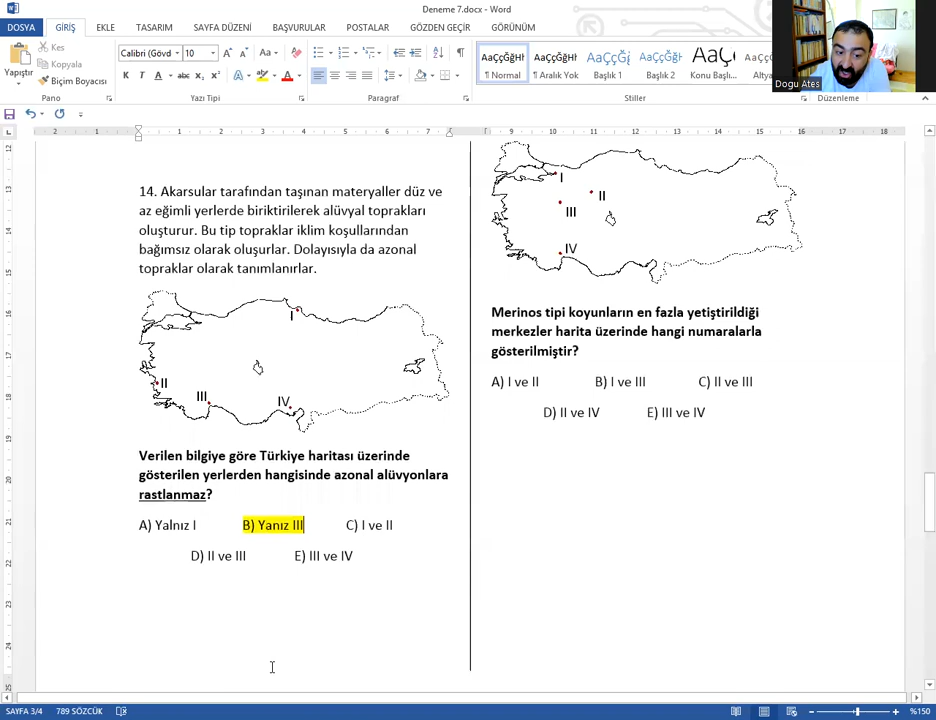 Deneme 7.docx - Word
DOSYA GİRİŞ EKLE TASARIM SAYFA DÜZENİ BAŞVURULAR POSTALAR GÖZDEN GEÇİR GÖRÜNÜM
Yapıştır
Kes
Kopyala
Biçim Boyacısı
Calibri (Gövd 10
AaÇçĞğH AaÇçĞğH AaÇçĞğ AaÇçĞğ AaÇ
¶ Normal ¶ Aralık Yok Başlık 1 Başlık 2 Konu Başl... Altya
Pano Yazı Tipi Paragraf Stiller Düzenleme
Dogu Ates
14. Akarsular tarafından taşınan materyaller düz ve
az eğimli yerlerde biriktirilerek alüvyal toprakları
oluşturur. Bu tip topraklar iklim koşullarından
bağımsız olarak oluşurlar. Dolayısıyla da azonal
topraklar olarak tanımlanırlar.
I
II
III
IV
Verilen bilgiye göre Türkiye haritası üzerinde
gösterilen yerlerden hangisinde azonal alüvyonlara
rastlanmaz?
A) Yalnız I B) Yanız III C) I ve II
D) II ve III E) III ve IV
I
II
III
IV
Merinos tipi koyunların en fazla yetiştirildiği
merkezler harita üzerinde hangi numaralarla
gösterilmiştir?
A) I ve II B) I ve III C) II ve III
D) II ve IV E) III ve IV
SAYFA 3/4 789 SÖZCÜK
%150